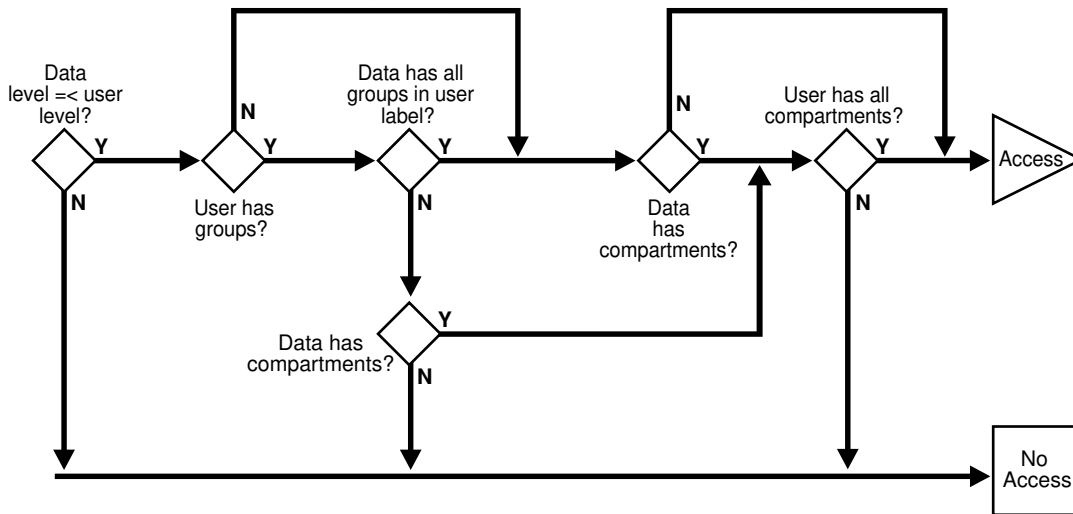 Data
level =< user
level?
Y
N
User has
groups?
N
Y
Data has all
groups in user
label?
Y
N
Data has
compartments?
Y
N
N
Y
Data
has
compartments?
User has all
compartments?
Y
N
Access
No
Access